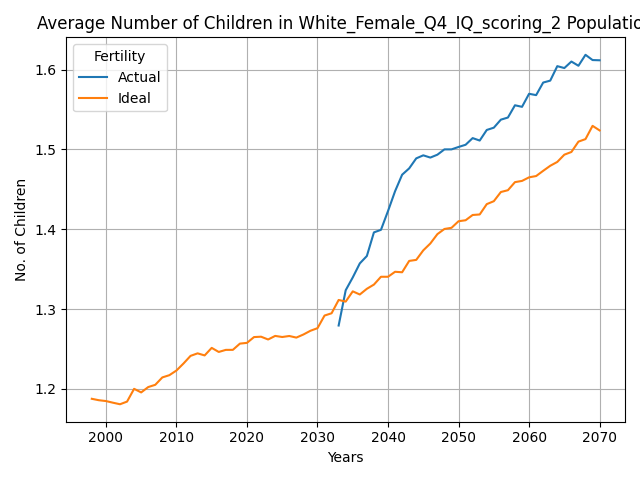 Average Number of Children in White_Female_Q4_IQ_scoring_2 Populatio
Fertility
Actual
Ideal
1.6
1.5
1.4
1.3
1.2
No. of Children
2000 2010 2020 2030 2040 2050 2060 2070
Years